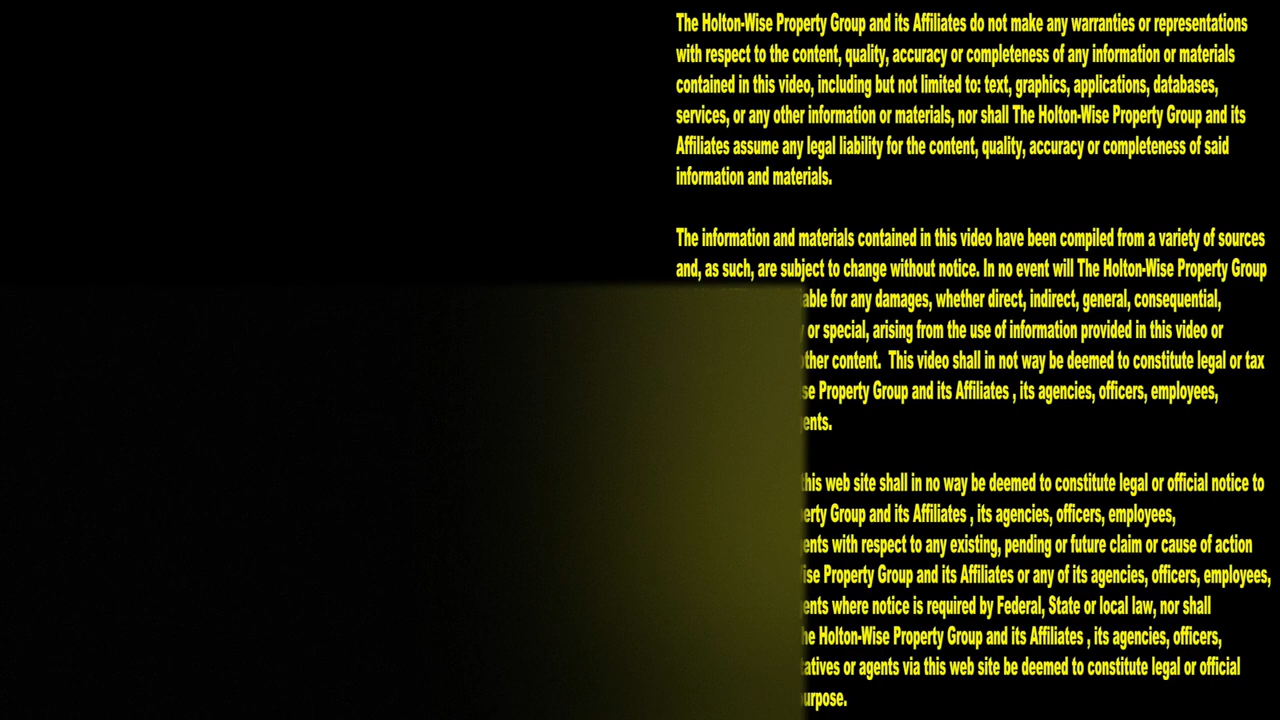 The Holton-Wise Property Group and its Affiliates do not make any warranties or representations
with respect to the content, quality, accuracy or completeness of any information or materials
contained in this video, including but not limited to: text, graphics, applications, databases,
services, or any other information or materials, nor shall The Holton-Wise Property Group and its
Affiliates assume any legal liability for the content, quality, accuracy or completeness of said
information and materials.
The information and materials contained in this video have been compiled from a variety of sources
and, as such, are subject to change without notice. In no event will The Holton-Wise Property Group
for any damages, whether direct, indirect, general, consequential,
or special, arising from the use of information provided in this video or
content. This video shall in not way be deemed to constitute legal or tax
Property Group and its Affiliates , its agencies, officers, employees,
web site shall in no way be deemed to constitute legal or official notice to
Group and its Affiliates , its agencies, officers, employees,
with respect to any existing, pending or future claim or cause of action
Property Group and its Affiliates or any of its agencies, officers, employees,
where notice is required by Federal, State or local law, nor shall
Holton-Wise Property Group and its Affiliates , its agencies, officers,
or agents via this web site be deemed to constitute legal or official